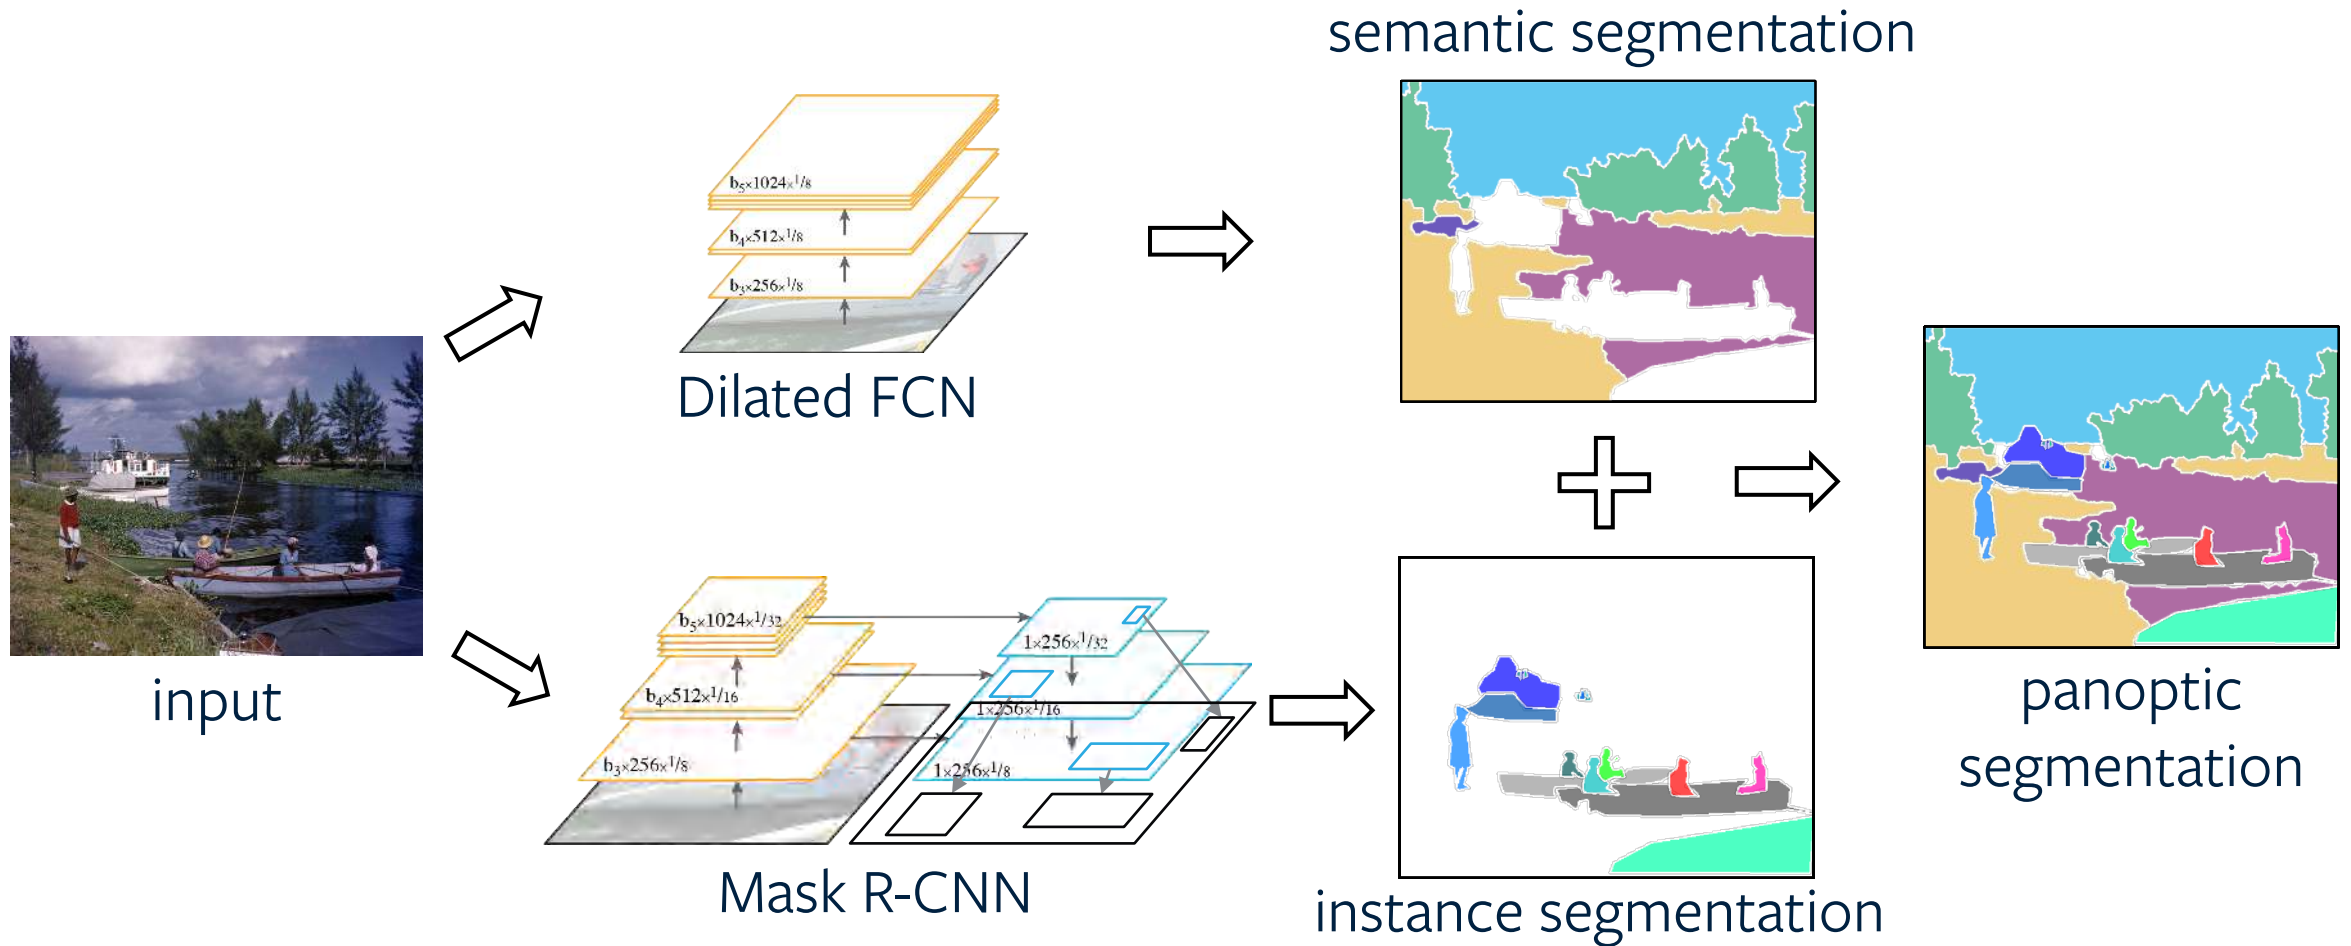 semantic segmentation
b5×1024×1/8
b4×512×1/8
b3×256×1/8
Dilated FCN
input
b5×1024×1/32
b4×512×1/16
b3×256×1/8
1×256×1/32
1×256×1/16
1×256×1/8
Mask R-CNN
instance segmentation
panoptic
segmentation